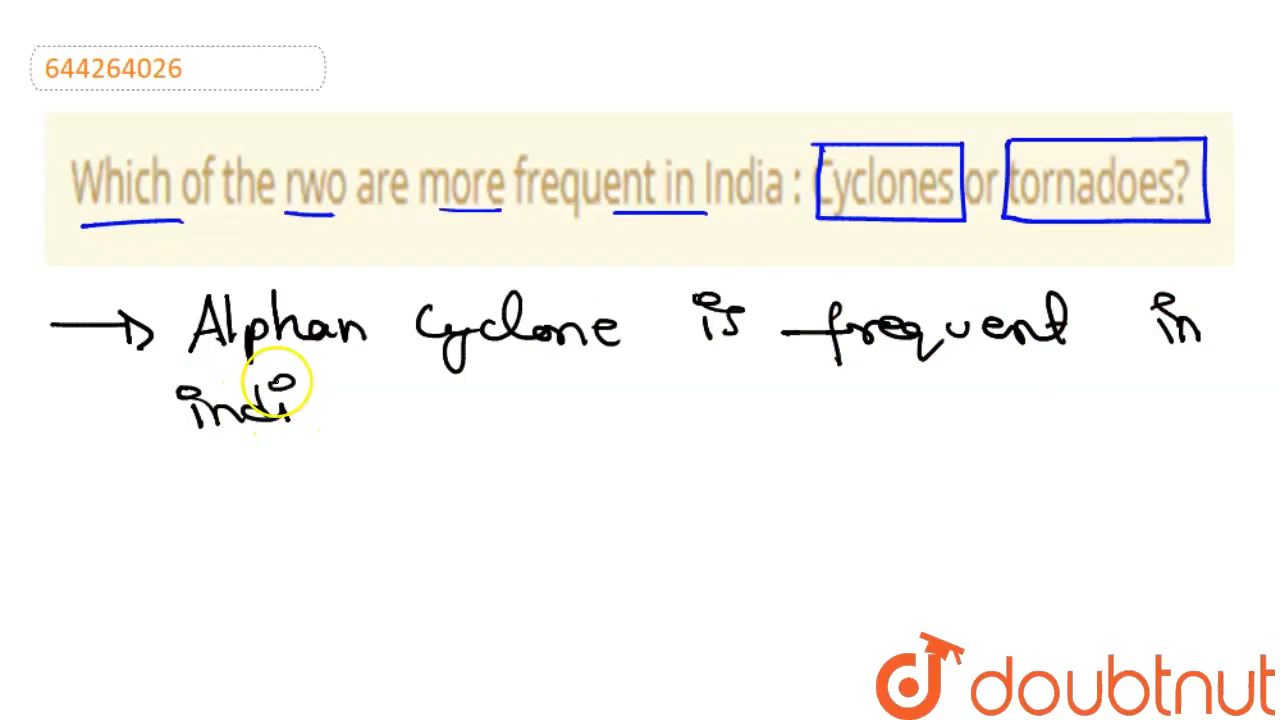 644264026
Which of the rwo are more frequent in India : Cyclones or tornadoes?
Alphan cyclone is frequent in
indi
doubtnut